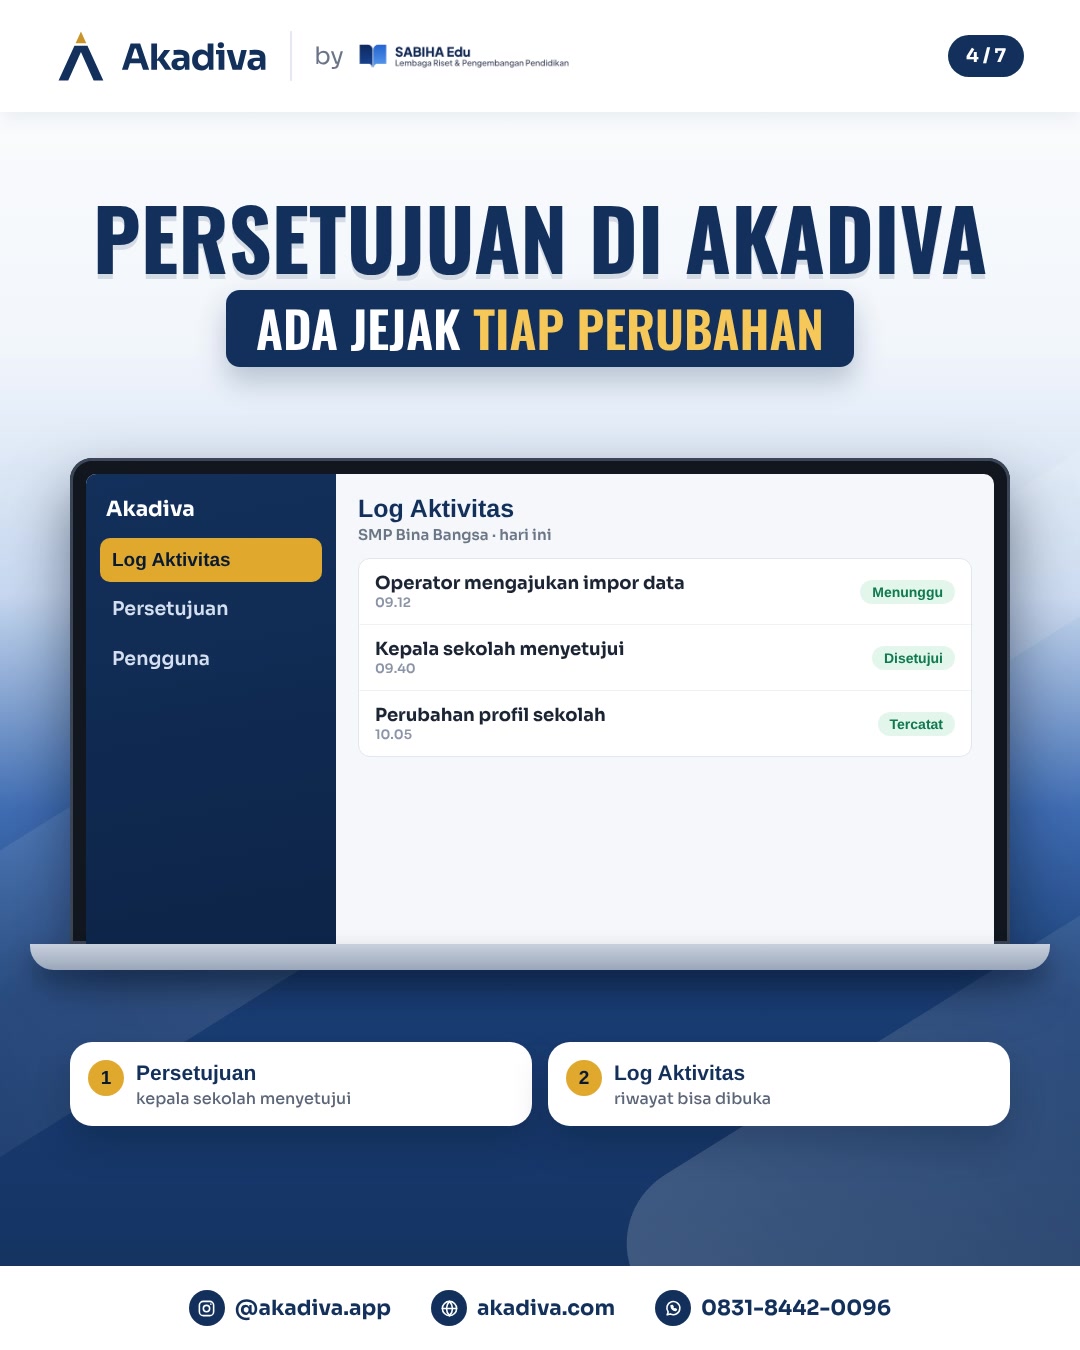 Akadiva
by
SABIHA Edu
Lembaga Riset & Pengembangan Pendidikan
4 / 7
PERSETUJUAN DI AKADIVA
ADA JEJAK TIAP PERUBAHAN
Akadiva
Log Aktivitas
Persetujuan
Pengguna
Log Aktivitas
SMP Bina Bangsa · hari ini
Operator mengajukan impor data
09.12
Menunggu
Kepala sekolah menyetujui
09.40
Disetujui
Perubahan profil sekolah
10.05
Tercatat
1 Persetujuan
kepala sekolah menyetujui
2 Log Aktivitas
riwayat bisa dibuka
@akadiva.app
akadiva.com
0831-8442-0096